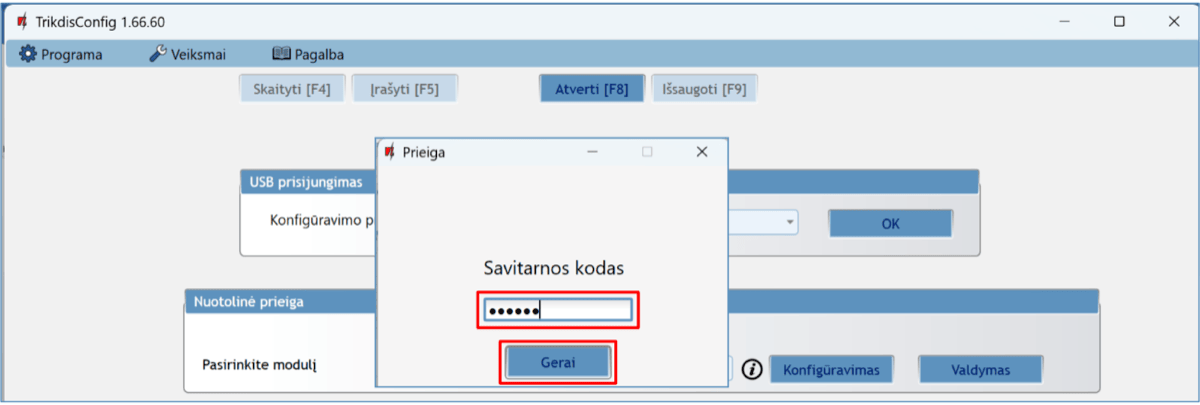 TrikdisConfig 1.66.60
Programa Veiksmai Pagalba
Skaityti [F4] Įrašyti [F5] Atverti [F8] Išsaugoti [F9]
Prieiga
USB prisijungimas
Konfigūravimo p
OK
Savitarnos kodas
••••••
Gerai
Nuotolinė prieiga
Pasirinkite modulį
Konfigūravimas Valdymas